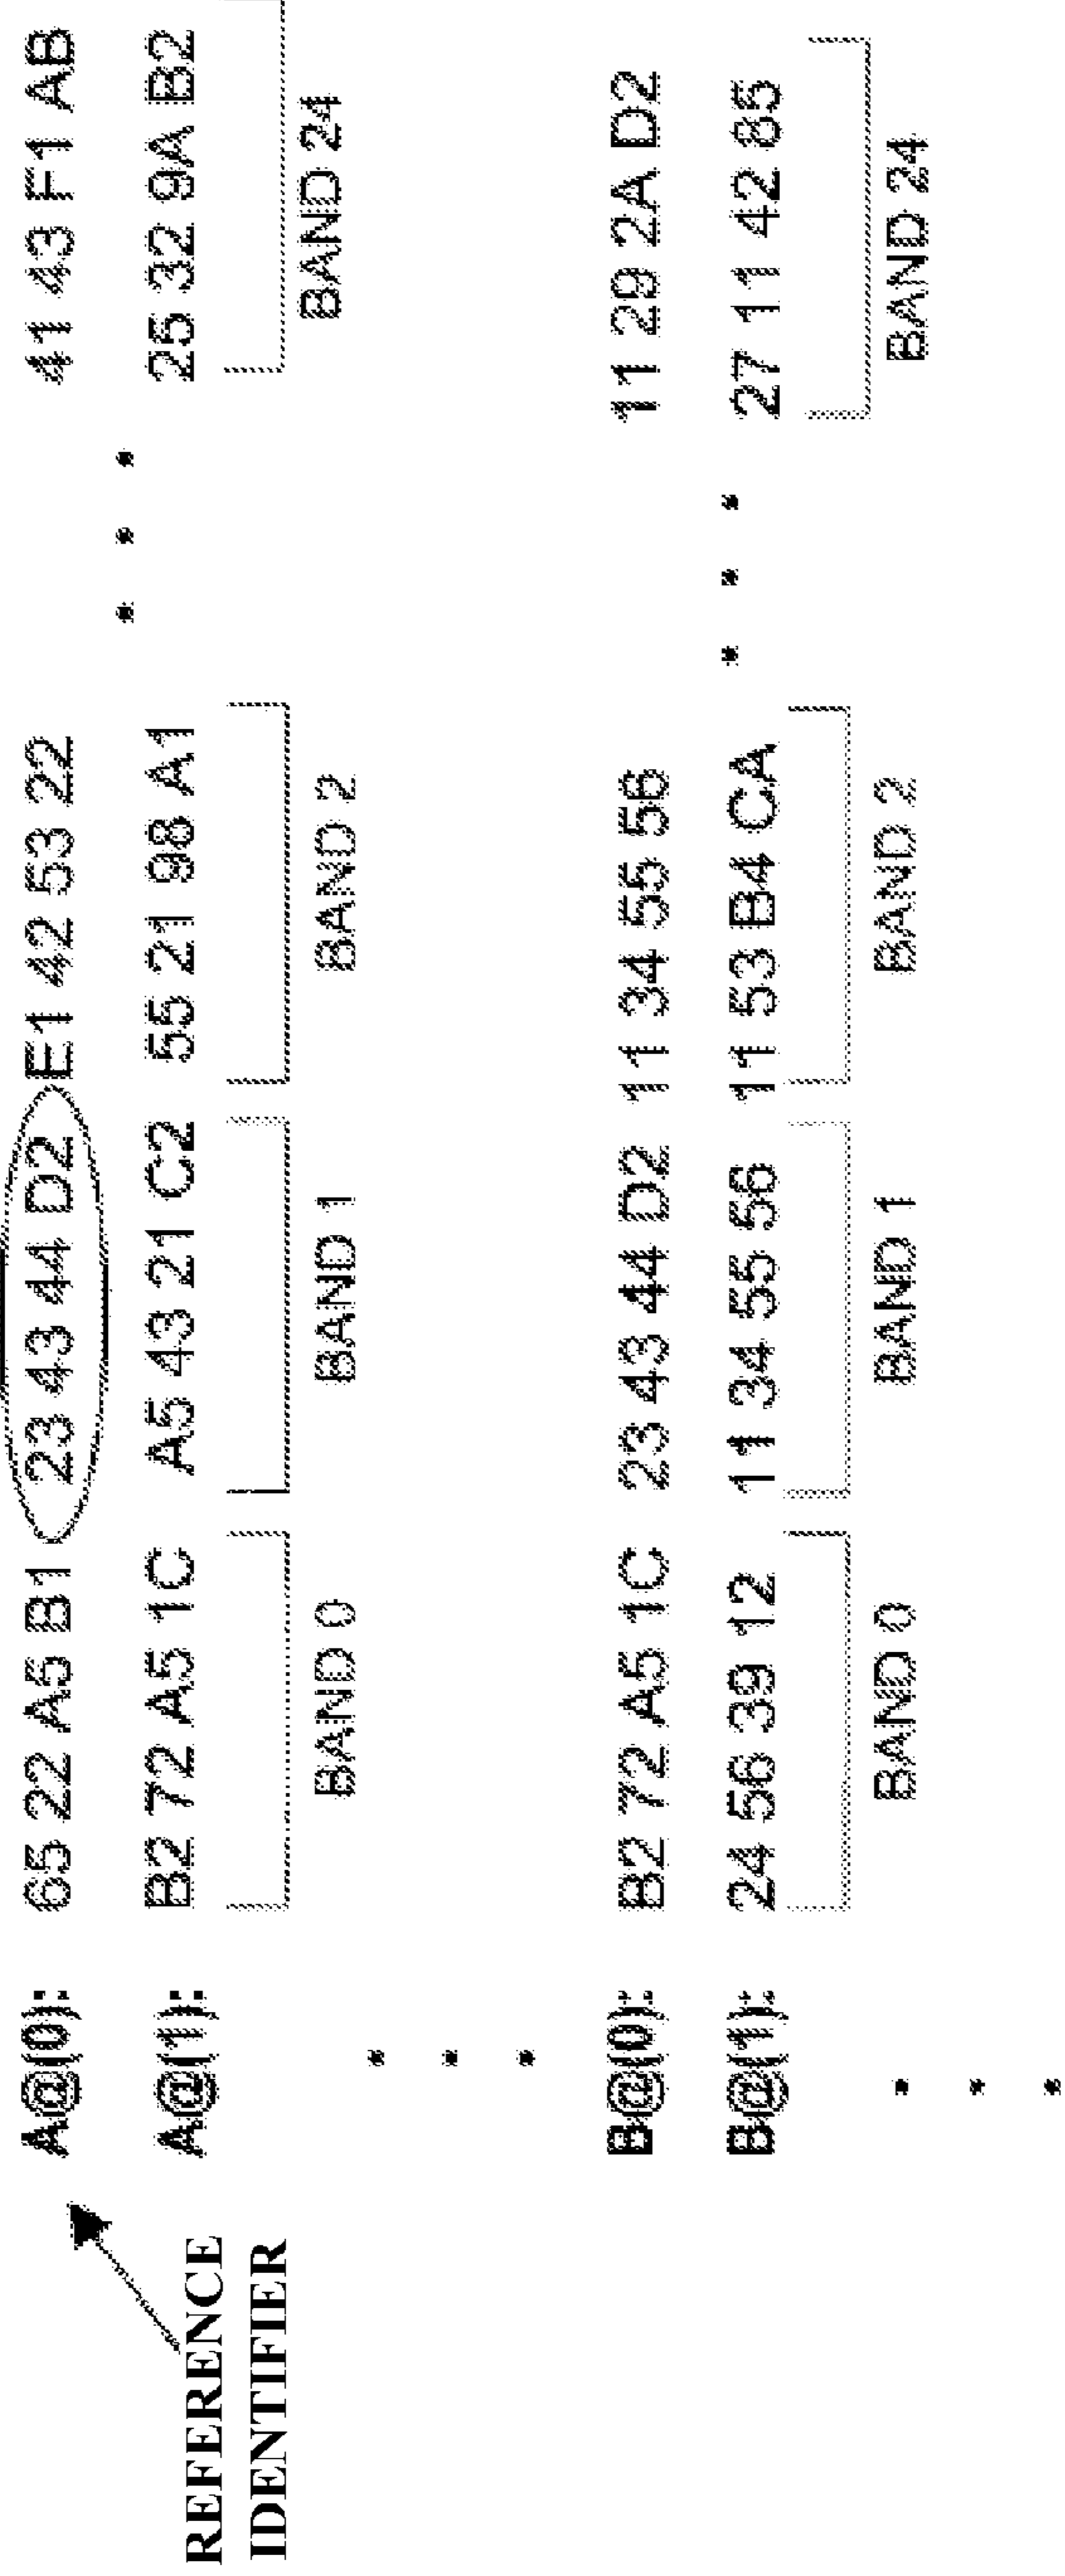 A@(0): 65 22 A5 B1 23 43 44 D2 E1 42 53 22 41 43 F1 AB
A@(1): B2 72 A5 1C A5 43 21 C2 55 21 98 A1 • • • 25 32 9A B2
REFERENCE
IDENTIFIER
BAND 0 BAND 1 BAND 2 BAND 24
•
•
•
B@(0): B2 72 A5 1C 23 43 44 D2 11 34 55 56 11 29 2A D2
B@(1): 24 56 39 12 11 34 55 56 11 53 B4 CA • • • 27 11 42 85
BAND 0 BAND 1 BAND 2 BAND 24
•
•
•